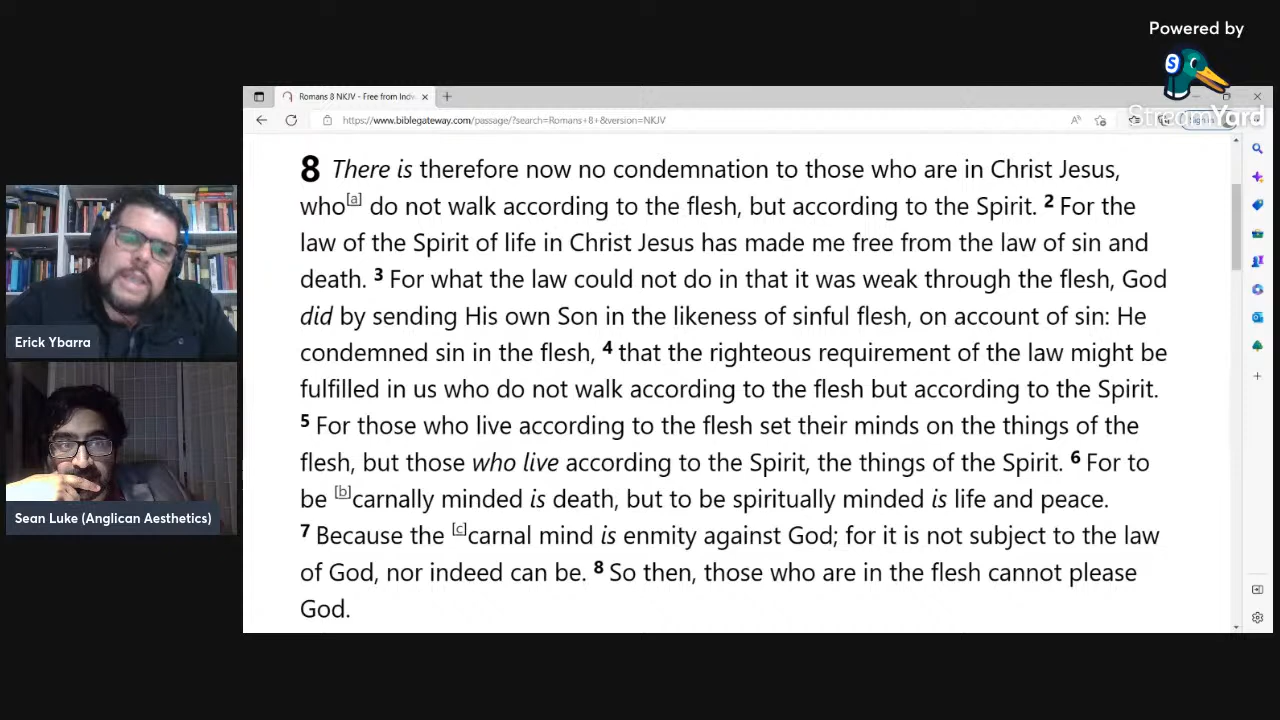 Powered by
StreamYard
Romans 8 NKJV - Free from Indw
https://www.biblegateway.com/passage/?search=Romans+8+&version=NKJV
8 There is therefore now no condemnation to those who are in Christ Jesus,
who[a] do not walk according to the flesh, but according to the Spirit. 2 For the
law of the Spirit of life in Christ Jesus has made me free from the law of sin and
death. 3 For what the law could not do in that it was weak through the flesh, God
did by sending His own Son in the likeness of sinful flesh, on account of sin: He
condemned sin in the flesh, 4 that the righteous requirement of the law might be
fulfilled in us who do not walk according to the flesh but according to the Spirit.
5 For those who live according to the flesh set their minds on the things of the
flesh, but those who live according to the Spirit, the things of the Spirit. 6 For to
be [b]carnally minded is death, but to be spiritually minded is life and peace.
7 Because the [c]carnal mind is enmity against God; for it is not subject to the law
of God, nor indeed can be. 8 So then, those who are in the flesh cannot please
God.
Erick Ybarra
Sean Luke (Anglican Aesthetics)